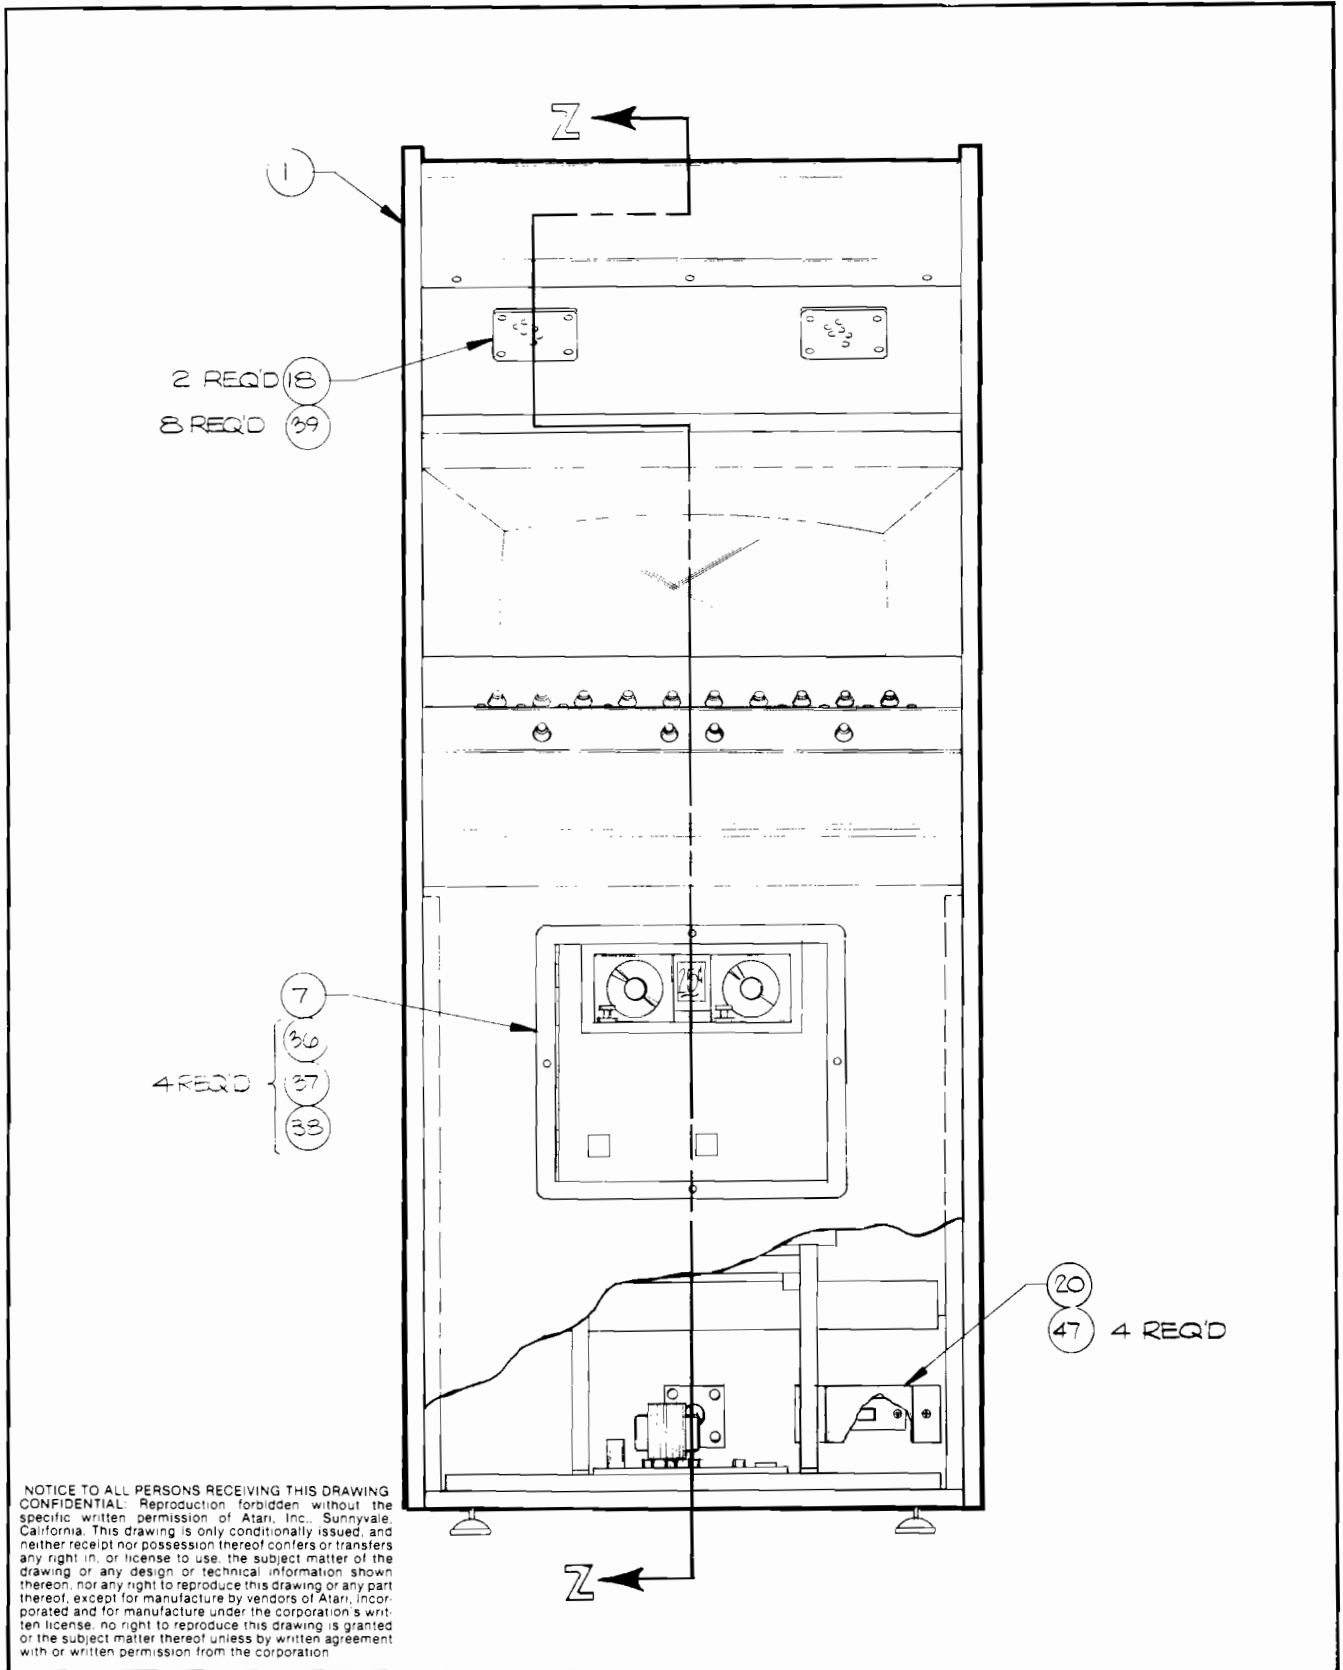 Z
1
2 REQ'D 18
8 REQ'D 39
7
36
4 REQ'D 37
38
25¢
20
47 4 REQ'D
Z
NOTICE TO ALL PERSONS RECEIVING THIS DRAWING
CONFIDENTIAL: Reproduction forbidden without the
specific written permission of Atari, Inc., Sunnyvale,
California. This drawing is only conditionally issued, and
neither receipt nor possession thereof confers or transfers
any right in, or license to use, the subject matter of the
drawing or any design or technical information shown
thereon, nor any right to reproduce this drawing or any part
thereof, except for manufacture by vendors of Atari, Incor-
porated and for manufacture under the corporation's writ-
ten license, no right to reproduce this drawing is granted
or the subject matter thereof unless by written agreement
with or written permission from the corporation